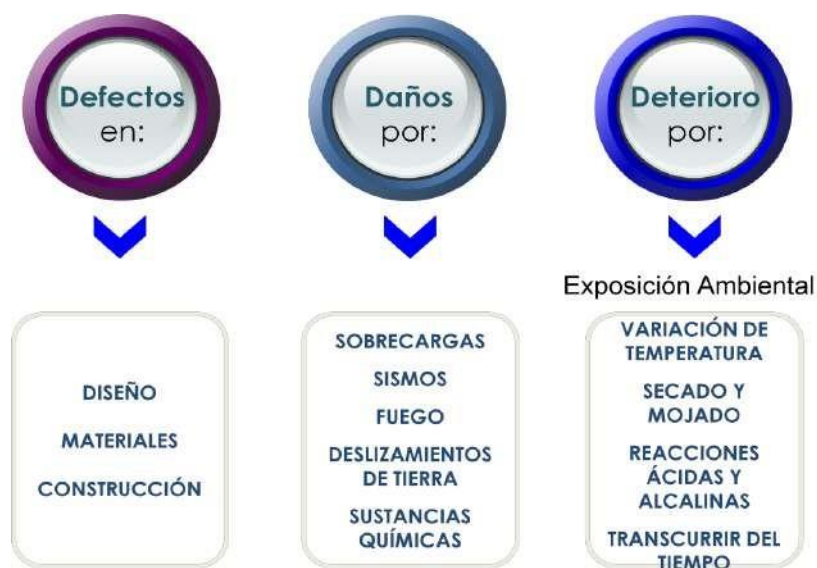 Defectos
en:
DISEÑO
MATERIALES
CONSTRUCCIÓN
Daños
por:
SOBRECARGAS
SISMOS
FUEGO
DESLIZAMIENTOS
DE TIERRA
SUSTANCIAS
QUÍMICAS
Deterioro
por:
Exposición Ambiental
VARIACIÓN DE
TEMPERATURA
SECADO Y
MOJADO
REACCIONES
ÁCIDAS Y
ALCALINAS
TRANSCURRIR DEL
TIEMPO